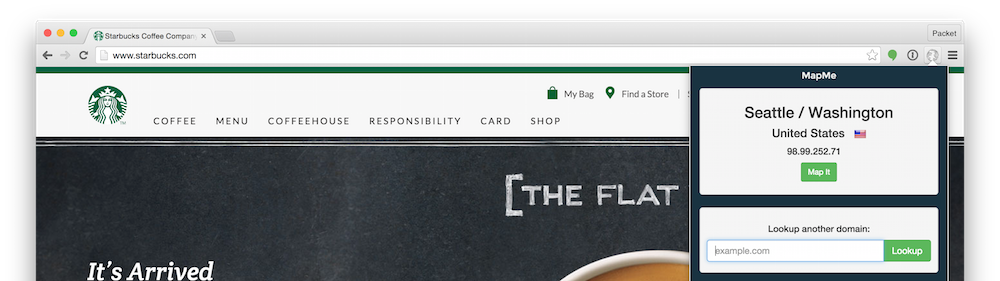 Starbucks Coffee Compan
Packet
www.starbucks.com
MapMe
My Bag
Find a Store
|
COFFEE
MENU
COFFEEHOUSE
RESPONSIBILITY
CARD
SHOP
Seattle / Washington
United States
98.99.252.71
Map It
[THE FLAT
Lookup another domain:
example.com
Lookup
It's Arrived